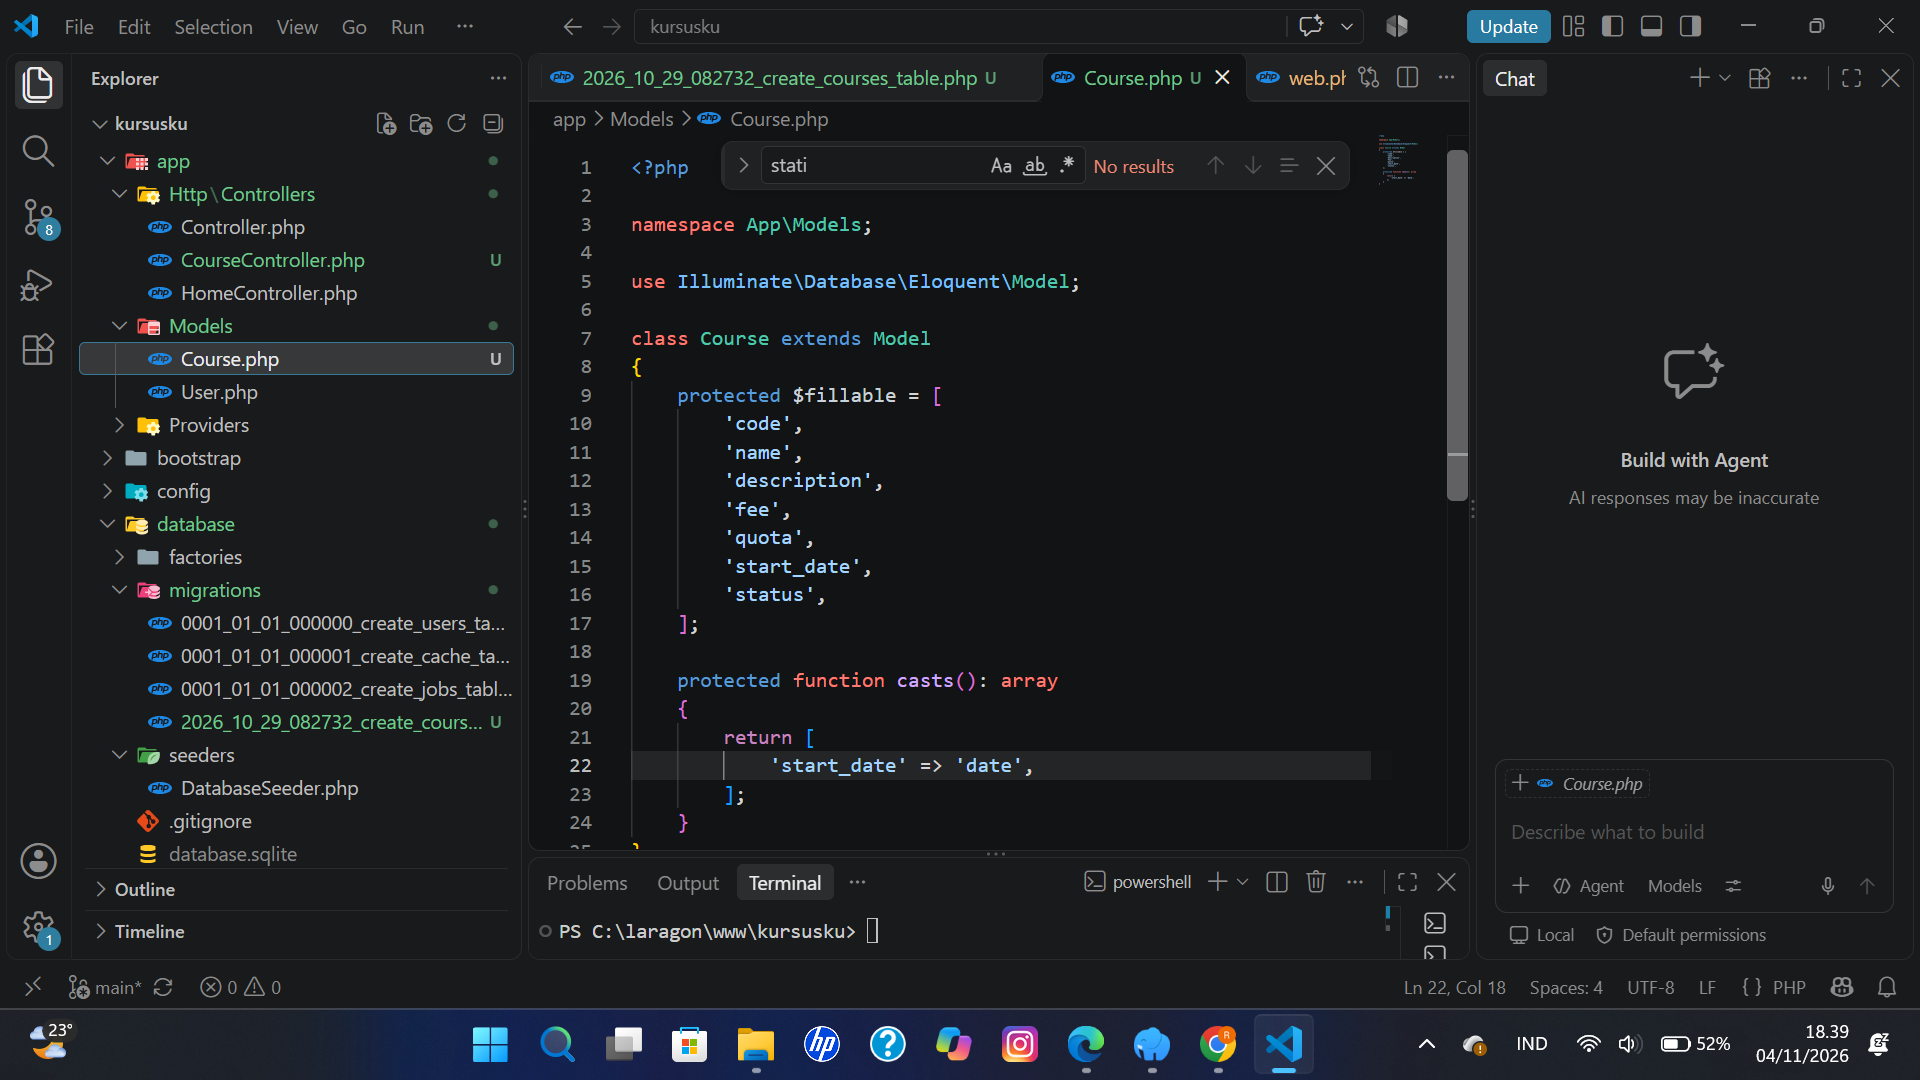 File Edit Selection View Go Run ···
kursusku
Update
Explorer
kursusku
app
Http\Controllers
Controller.php
CourseController.php U
HomeController.php
Models
Course.php U
User.php
Providers
bootstrap
config
database
factories
migrations
0001_01_01_000000_create_users_ta...
0001_01_01_000001_create_cache_ta...
0001_01_01_000002_create_jobs_tabl...
2026_10_29_082732_create_cours... U
seeders
DatabaseSeeder.php
.gitignore
database.sqlite
Outline
Timeline
8
1
2026_10_29_082732_create_courses_table.php U
Course.php U
web.ph
app > Models > Course.php
stati
Aa ab .*
No results
1 <?php
2
3 namespace App\Models;
4
5 use Illuminate\Database\Eloquent\Model;
6
7 class Course extends Model
8 {
9 protected $fillable = [
10 'code',
11 'name',
12 'description',
13 'fee',
14 'quota',
15 'start_date',
16 'status',
17 ];
18
19 protected function casts(): array
20 {
21 return [
22 'start_date' => 'date',
23 ];
24 }
Problems Output Terminal ···
powershell
PS C:\laragon\www\kursusku>
Chat
Build with Agent
AI responses may be inaccurate
Course.php
Describe what to build
Agent Models
Local Default permissions
main* 0 0
Ln 22, Col 18 Spaces: 4 UTF-8 LF { } PHP
23°
hp
IND
52%
18.39
04/11/2026